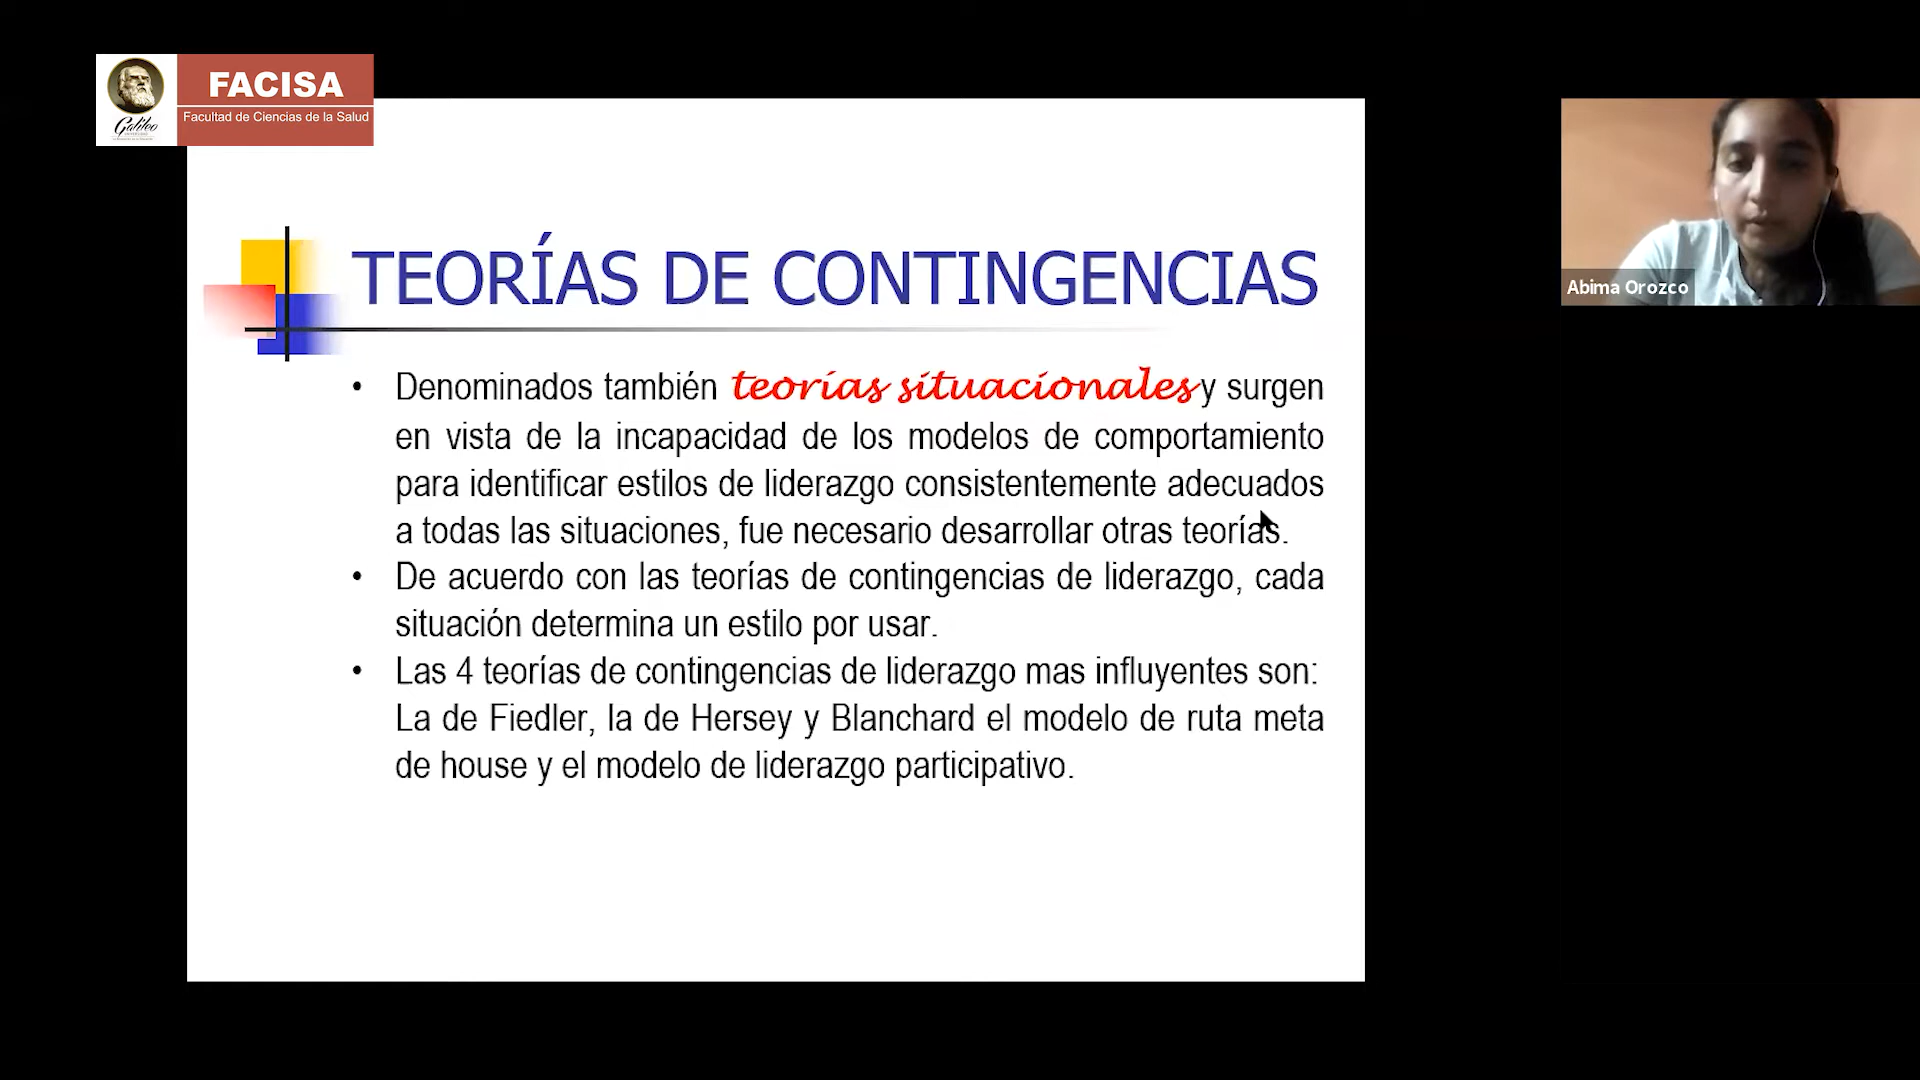 FACISA
Facultad de Ciencias de la Salud
Galileo
TEORÍAS DE CONTINGENCIAS
• Denominados también teorías situacionales y surgen
en vista de la incapacidad de los modelos de comportamiento
para identificar estilos de liderazgo consistentemente adecuados
a todas las situaciones, fue necesario desarrollar otras teorías.
• De acuerdo con las teorías de contingencias de liderazgo, cada
situación determina un estilo por usar.
• Las 4 teorías de contingencias de liderazgo mas influyentes son:
La de Fiedler, la de Hersey y Blanchard el modelo de ruta meta
de house y el modelo de liderazgo participativo.
Abima Orozco